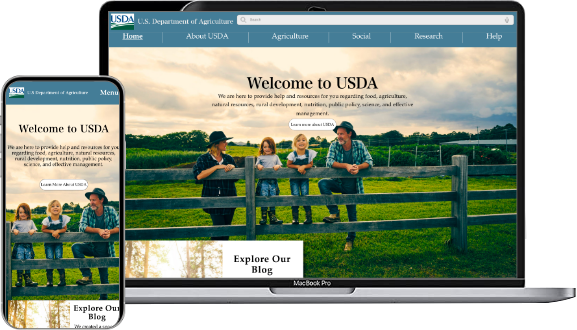 USDA U.S. Department of Agriculture Search
Home About USDA Agriculture Social Research Help
Welcome to USDA
We are here to provide help and resources for you regarding food, agriculture,
natural resources, rural development, nutrition, public policy, science, and effective
management.
Learn more about USDA
Explore Our
Blog
MacBook Pro
USDA U.S Department of Agriculture Menu
Welcome to USDA
We are here to provide help and resources for you
regarding food, agriculture, natural resources,
rural development, nutrition, public policy,
science, and effective management.
Learn More About USDA
Explore Our
Blog
We created a